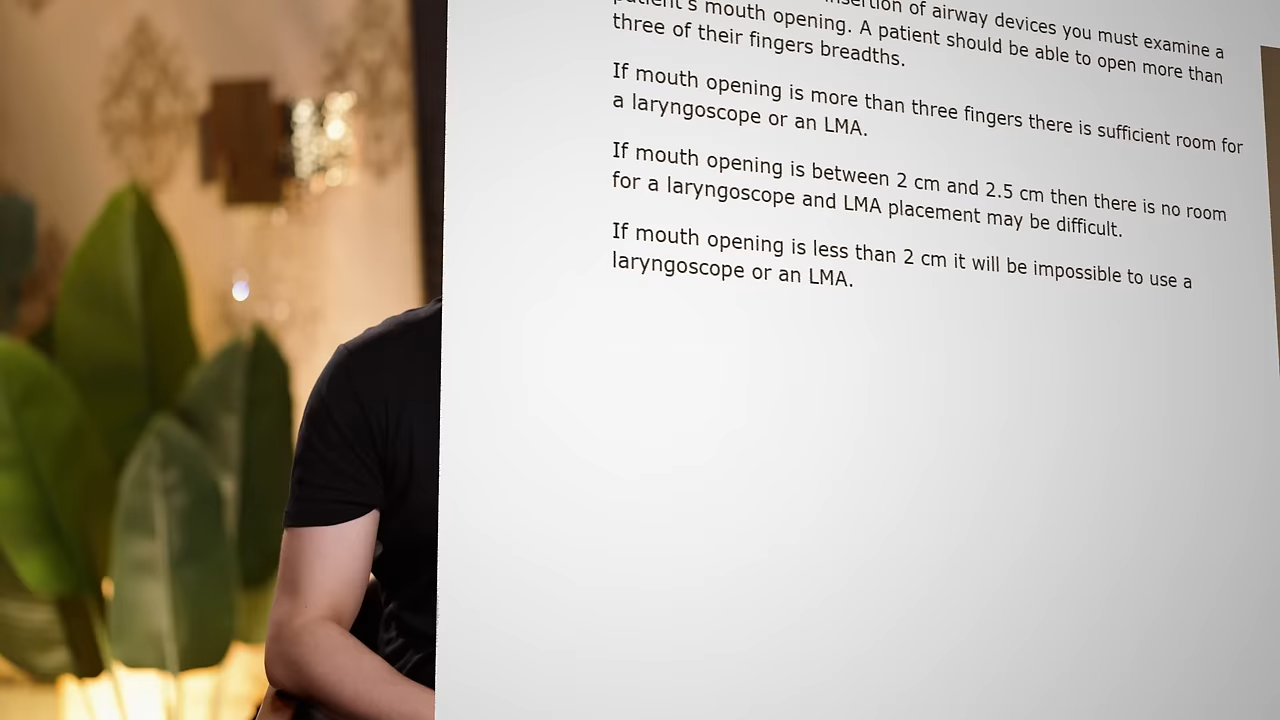 of airway devices you must examine a
patient's mouth opening. A patient should be able to open more than
three of their fingers breadths.
If mouth opening is more than three fingers there is sufficient room for
a laryngoscope or an LMA.
If mouth opening is between 2 cm and 2.5 cm then there is no room
for a laryngoscope and LMA placement may be difficult.
If mouth opening is less than 2 cm it will be impossible to use a
laryngoscope or an LMA.